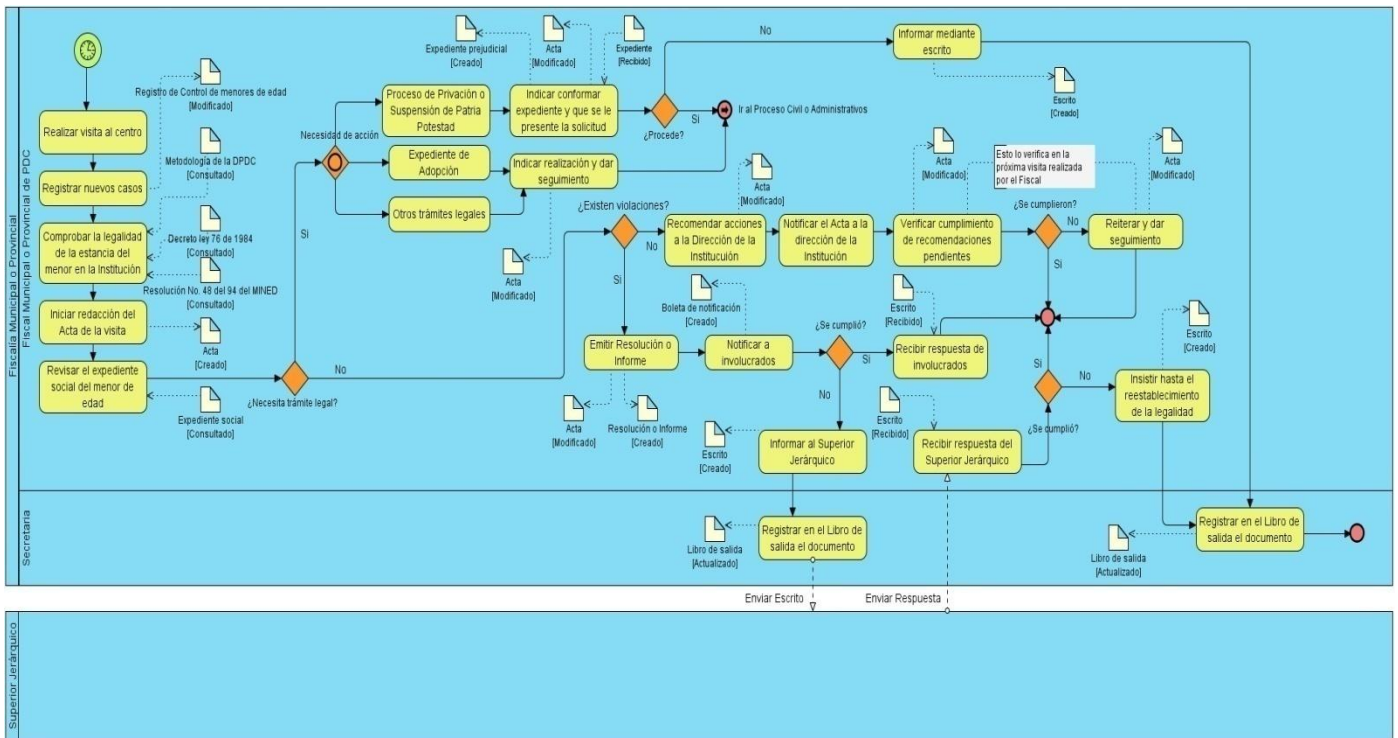 Fiscalía Municipal o Provincial
Fiscal Municipal o Provincial de PDC
Realizar visita al centro
Registrar nuevos casos
Registro de Control de menores de edad
[Modificado]
Comprobar la legalidad
de la estancia del
menor en la Institución
Metodología de la DPDC
[Consultado]
Decreto ley 76 de 1984
[Consultado]
Resolución No. 48 del 94 del MINED
[Consultado]
Iniciar redacción del
Acta de la visita
Acta
[Creado]
Revisar el expediente
social del menor de
edad
Expediente social
[Consultado]
¿Necesita trámite legal?
Si
No
Necesidad de acción
Proceso de Privación o
Suspensión de Patria
Potestad
Expediente de
Adopción
Otros trámites legales
Expediente prejudicial
[Creado]
Acta
[Modificado]
Expediente
[Recibido]
Indicar conformar
expediente y que se le
presente la solicitud
Indicar realización y dar
seguimiento
Acta
[Modificado]
¿Procede?
No
Si
Ir al Proceso Civil o Administrativos
Informar mediante
escrito
Escrito
[Creado]
¿Existen violaciones?
No
Si
Recomendar acciones
a la Dirección de la
Institucuión
Acta
[Modificado]
Notificar el Acta a la
dirección de la
Institución
Verificar cumplimiento
de recomendaciones
pendientes
Acta
[Modificado]
Esto lo verifica en la
próxima visita realizada
por el Fiscal
¿Se cumplieron?
No
Si
Reiterar y dar
seguimiento
Acta
[Modificado]
Emitir Resolución o
Informe
Acta
[Modificado]
Resolución o Informe
[Creado]
Boleta de notificación
[Creado]
Notificar a
involucrados
¿Se cumplió?
Si
No
Recibir respuesta de
involucrados
Escrito
[Recibido]
Informar al Superior
Jerárquico
Escrito
[Creado]
Recibir respuesta del
Superior Jerárquico
Escrito
[Recibido]
¿Se cumplió?
Si
No
Insistir hasta el
reestablecimiento
de la legalidad
Escrito
[Creado]
Secretaria
Registrar en el Libro de
salida el documento
Libro de salida
[Actualizado]
Registrar en el Libro de
salida el documento
Libro de salida
[Actualizado]
Enviar Escrito
Enviar Respuesta
Superior Jerárquico